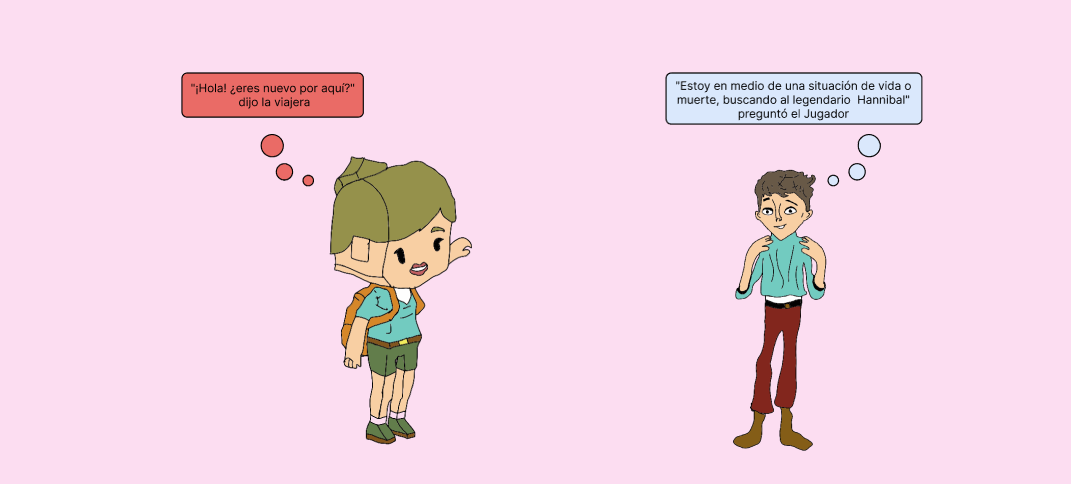 "¡Hola! ¿eres nuevo por aquí?"
dijo la viajera
"Estoy en medio de una situación de vida o
muerte, buscando al legendario  Hannibal"
preguntó el Jugador